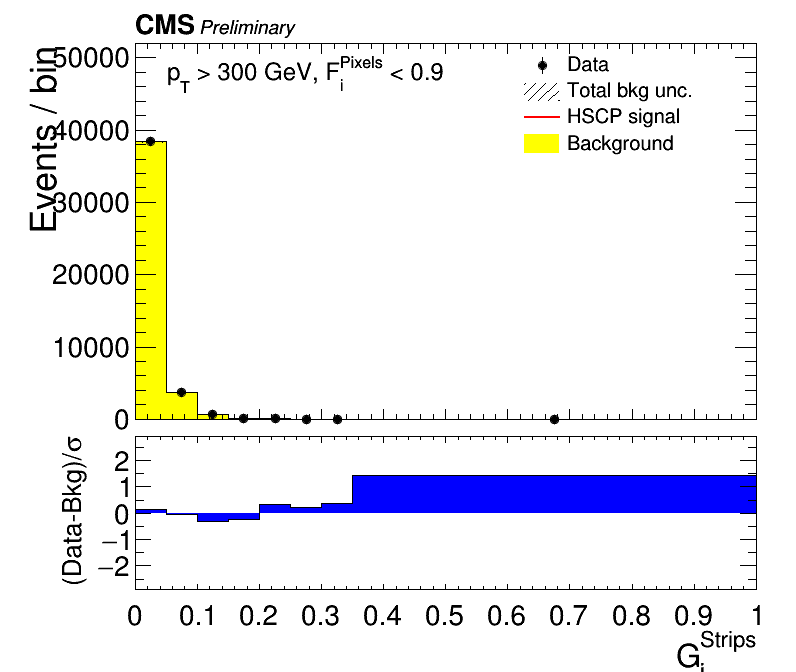 CMS Preliminary
50000
40000
30000
20000
10000
0
Events / bin
p_T > 300 GeV, F_i^Pixels < 0.9
Data
Total bkg unc.
HSCP signal
Background
2
1
0
−1
−2
(Data-Bkg)/σ
0 0.1 0.2 0.3 0.4 0.5 0.6 0.7 0.8 0.9 1
G_i^Strips